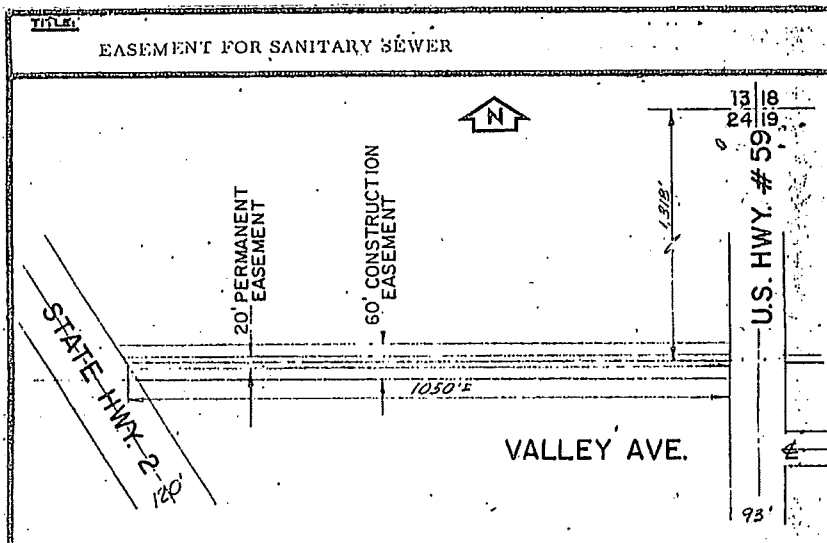 TITLE:
EASEMENT FOR SANITARY SEWER
N
13 18
24 19
U.S. HWY. #59
1,318'
20' PERMANENT
EASEMENT
60' CONSTRUCTION
EASEMENT
STATE HWY. 2
120'
1050'±
VALLEY AVE.
℄
93'